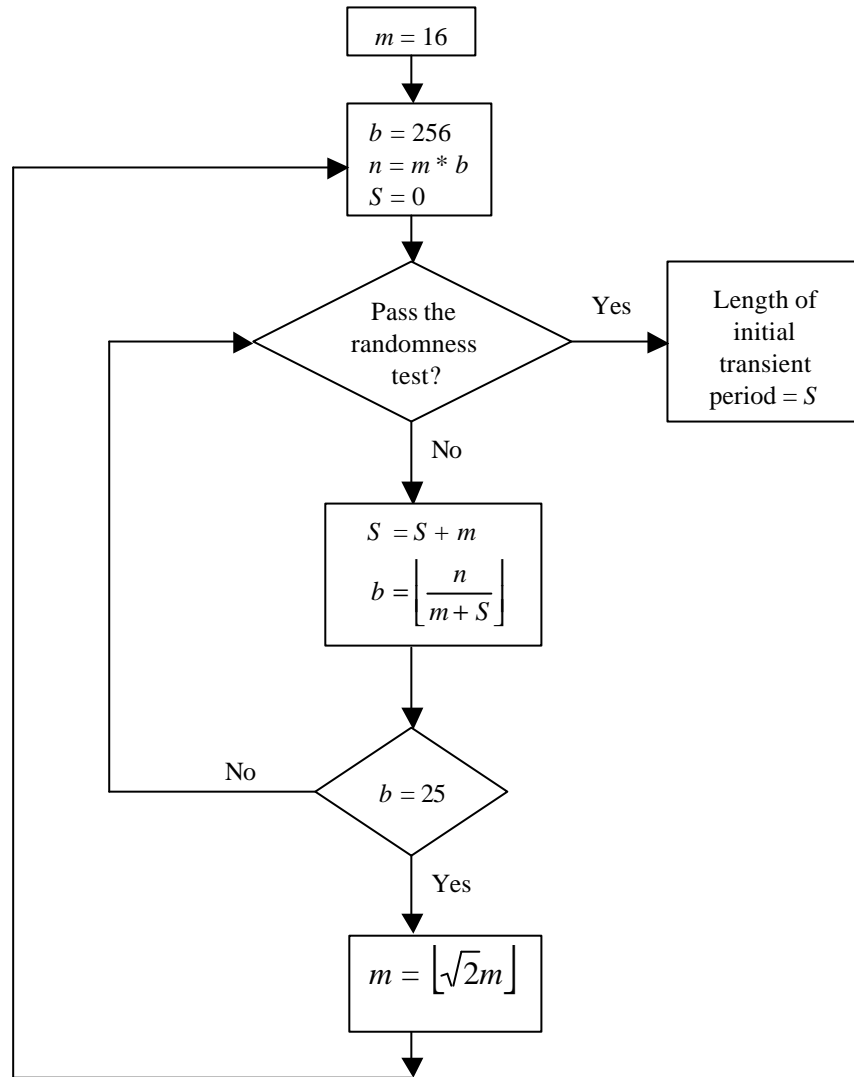 m = 16
b = 256
n = m * b
S = 0
Pass the
randomness
test?
Yes
Length of
initial
transient
period = S
No
S = S + m
b = ⌊n / (m + S)⌋
No
b = 25
Yes
m = ⌊√2m⌋